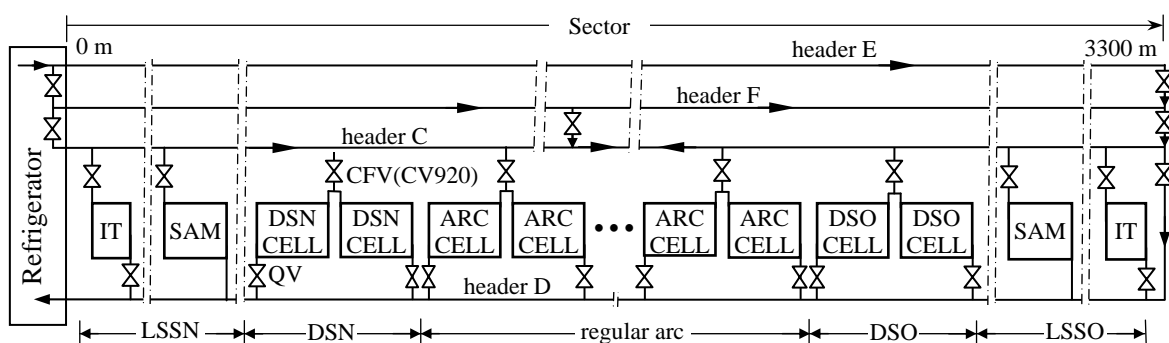 Sector
0 m
3300 m
header E
header F
header C
CFV(CV920)
Refrigerator
IT
SAM
DSN
CELL
DSN
CELL
ARC
CELL
ARC
CELL
•••
ARC
CELL
ARC
CELL
DSO
CELL
DSO
CELL
SAM
IT
QV
header D
LSSN
DSN
regular arc
DSO
LSSO